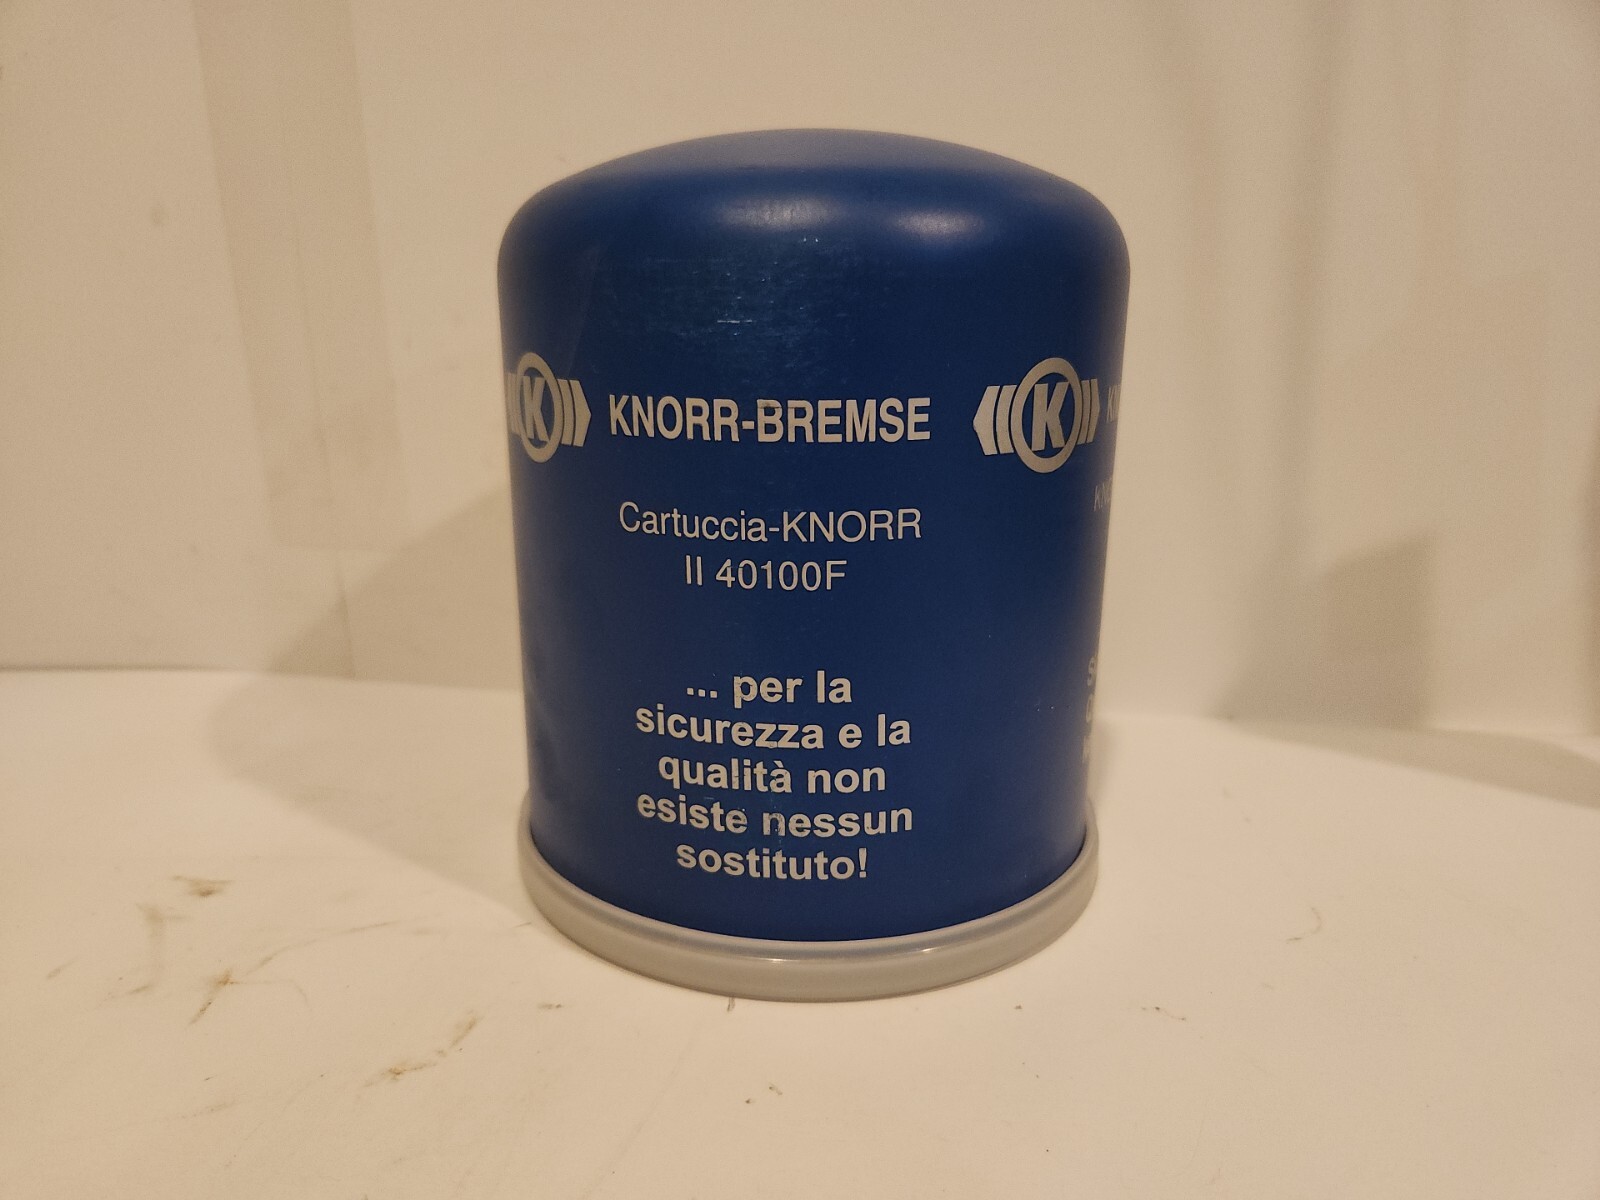 K KNORR-BREMSE K
Cartuccia-KNORR
II 40100F
... per la
sicurezza e la
qualità non
esiste nessun
sostituto!